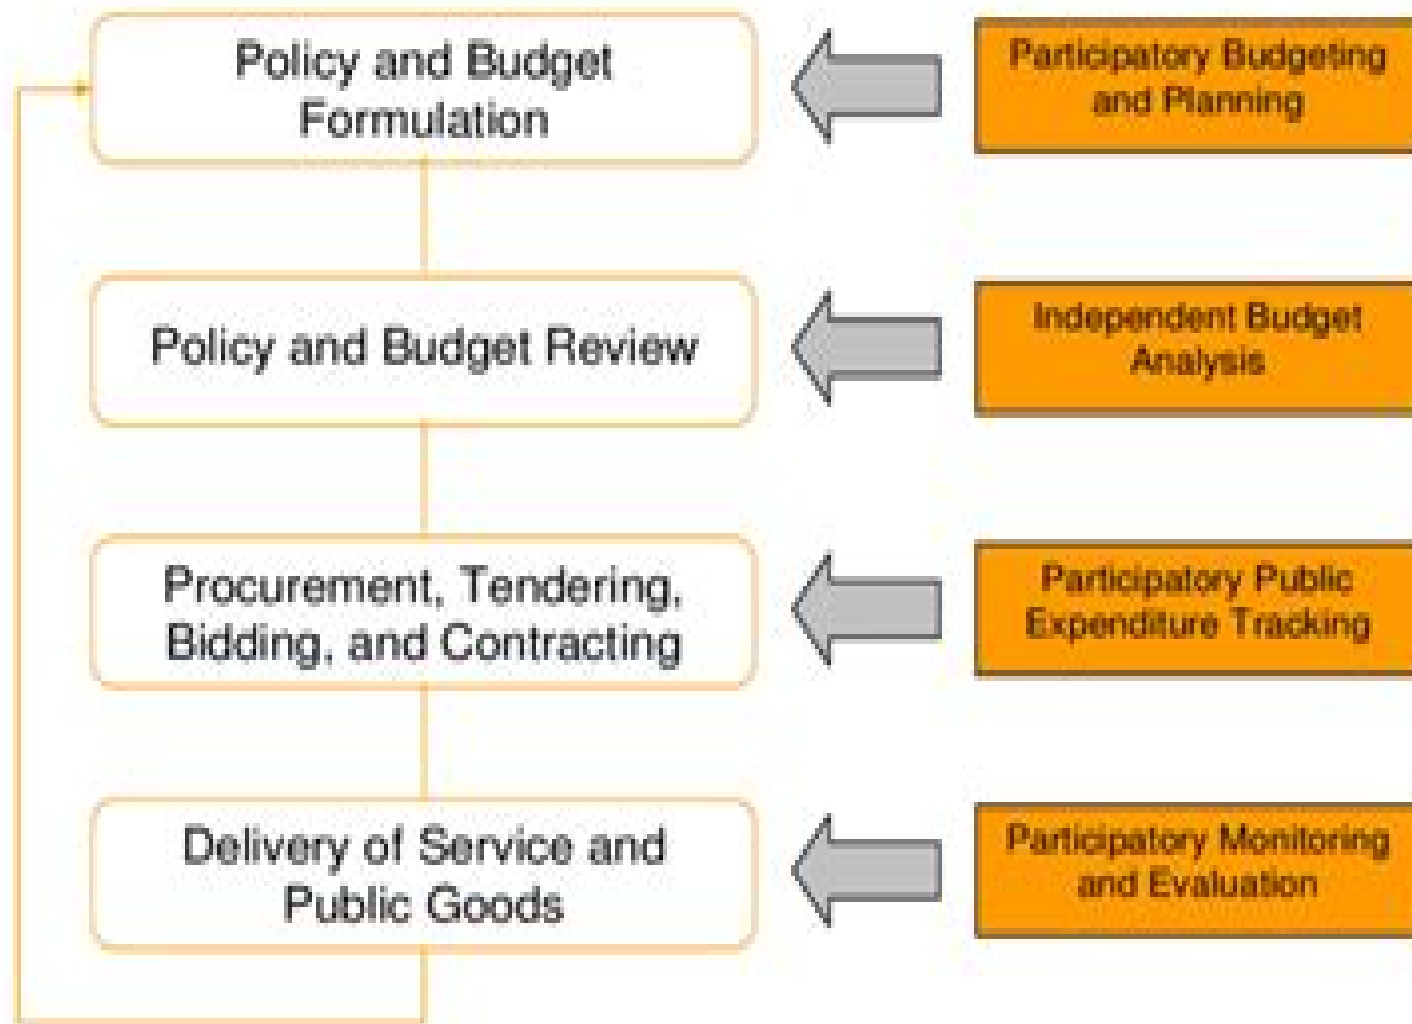 Policy and Budget
Formulation
Participatory Budgeting
and Planning
Policy and Budget Review
Independent Budget
Analysis
Procurement, Tendering,
Bidding, and Contracting
Participatory Public
Expenditure Tracking
Delivery of Service and
Public Goods
Participatory Monitoring
and Evaluation